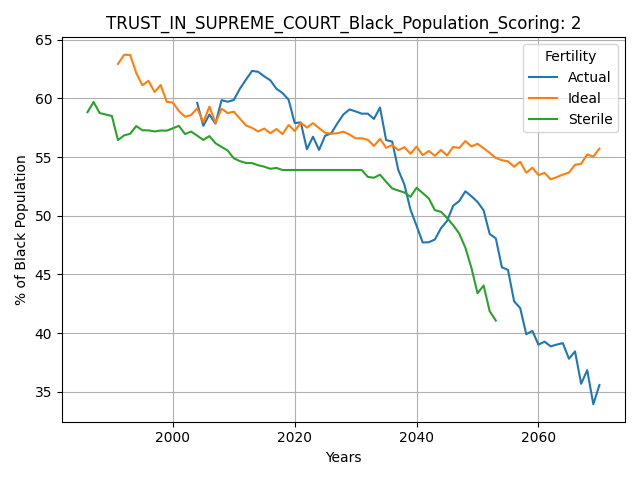 TRUST_IN_SUPREME_COURT_Black_Population_Scoring: 2
65
60
55
50
45
40
35
% of Black Population
Fertility
Actual
Ideal
Sterile
2000 2020 2040 2060
Years